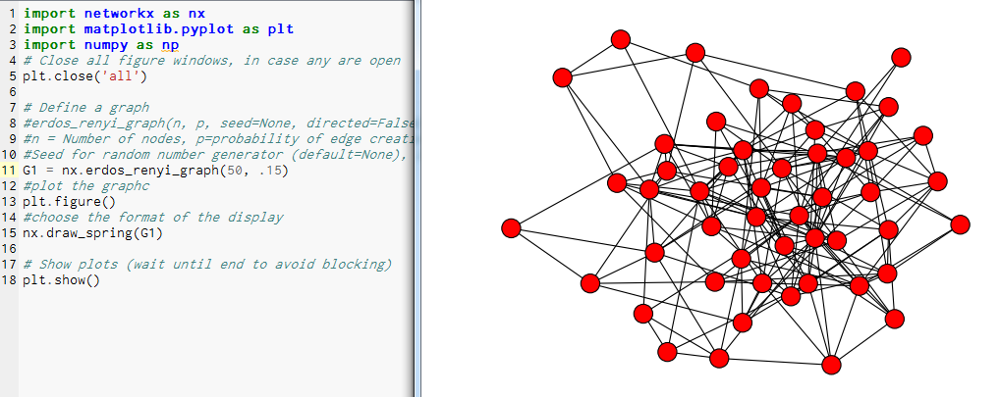 1 import networkx as nx
2 import matplotlib.pyplot as plt
3 import numpy as np
4 # Close all figure windows, in case any are open
5 plt.close('all')
6
7 # Define a graph
8 #erdos_renyi_graph(n, p, seed=None, directed=False
9 #n = Number of nodes, p=probability of edge creati
10 #Seed for random number generator (default=None),
11 G1 = nx.erdos_renyi_graph(50, .15)
12 #plot the graphc
13 plt.figure()
14 #choose the format of the display
15 nx.draw_spring(G1)
16
17 # Show plots (wait until end to avoid blocking)
18 plt.show()